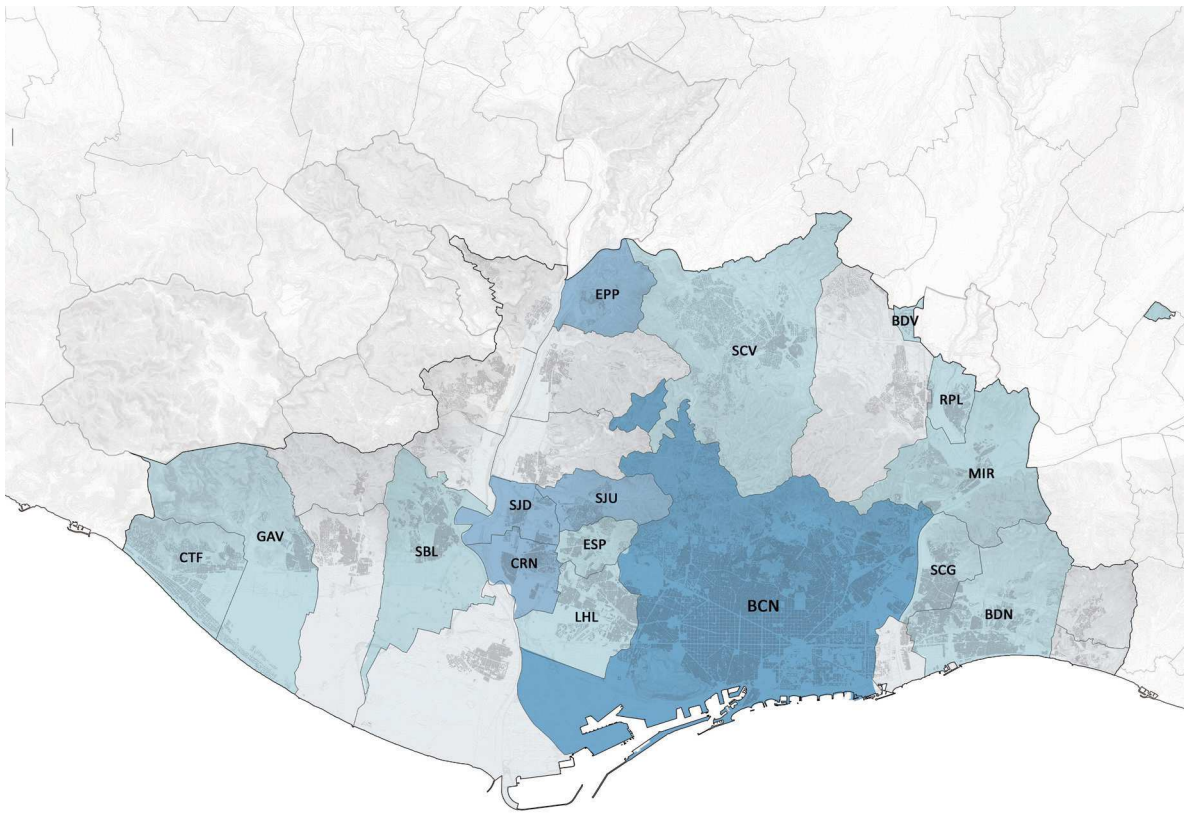 EPP
BDV
SCV
RPL
MIR
SJD
SJU
GAV
ESP
SBL
CTF
CRN
SCG
BCN
LHL
BDN